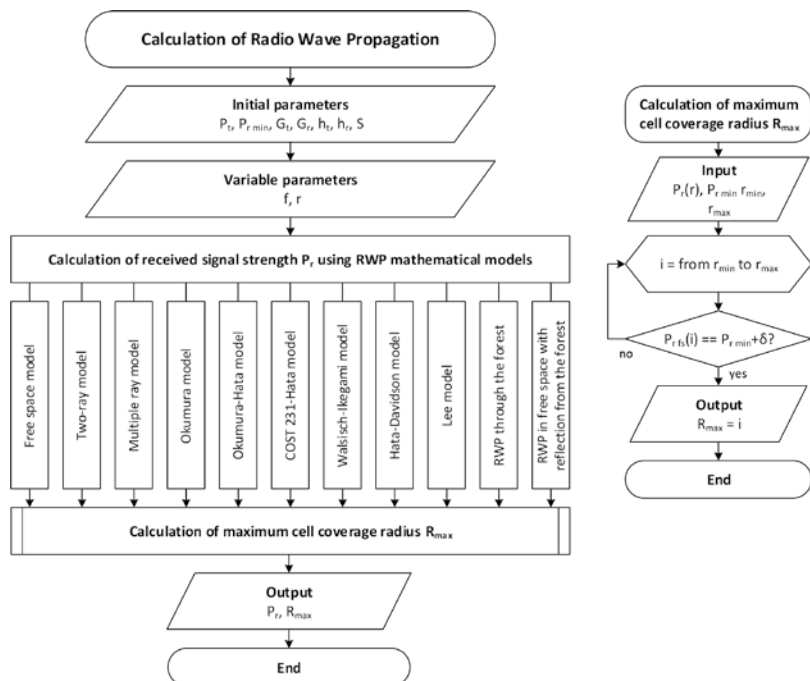 Calculation of Radio Wave Propagation
Initial parameters
Pt, Pr min, Gt, Gr, ht, hr, S
Variable parameters
f, r
Calculation of received signal strength Pr using RWP mathematical models
Free space model
Two-ray model
Multiple ray model
Okumura model
Okumura-Hata model
COST 231-Hata model
Walsisch-Ikegami model
Hata-Davidson model
Lee model
RWP through the forest
RWP in free space with
reflection from the forest
Calculation of maximum cell coverage radius Rmax
Output
Pr, Rmax
End
Calculation of maximum
cell coverage radius Rmax
Input
Pr(r), Pr min rmin,
rmax
i = from rmin to rmax
Pr fs(i) == Pr min+δ?
no
yes
Output
Rmax = i
End